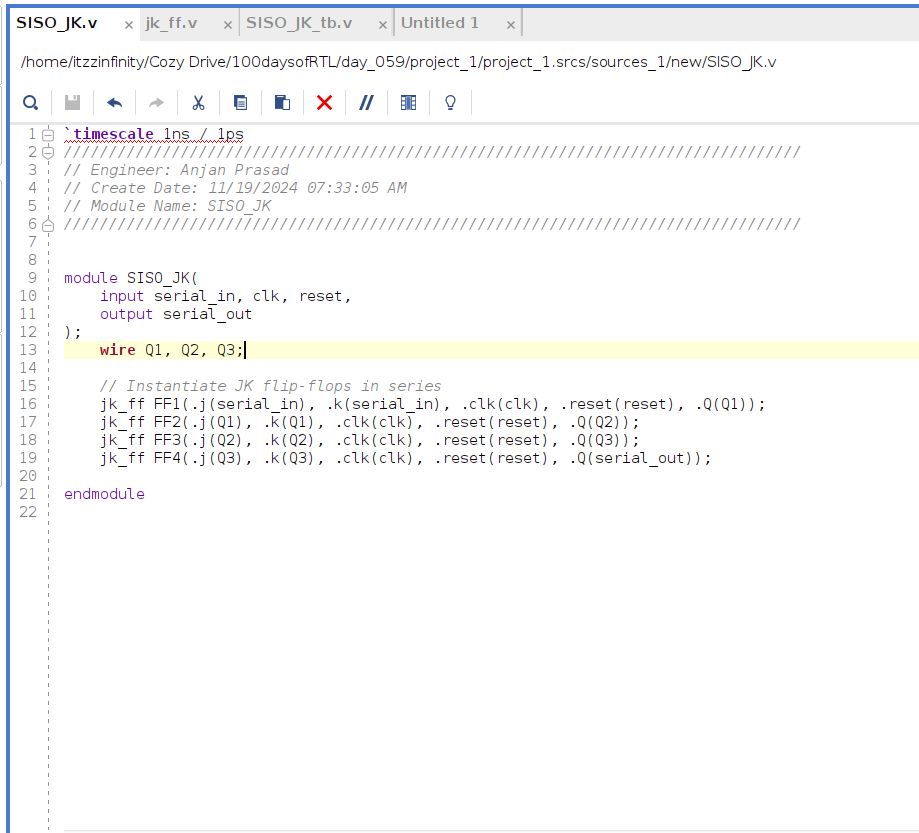 SISO_JK.v × jk_ff.v × SISO_JK_tb.v × Untitled 1 ×
/home/itzzinfinity/Cozy Drive/100daysofRTL/day_059/project_1/project_1.srcs/sources_1/new/SISO_JK.v
1 `timescale 1ns / 1ps
2 //////////////////////////////////////////////////////////////////////////////////
3 // Engineer: Anjan Prasad
4 // Create Date: 11/19/2024 07:33:05 AM
5 // Module Name: SISO_JK
6 //////////////////////////////////////////////////////////////////////////////////
7
8
9 module SISO_JK(
10     input serial_in, clk, reset,
11     output serial_out
12 );
13     wire Q1, Q2, Q3;
14
15     // Instantiate JK flip-flops in series
16     jk_ff FF1(.j(serial_in), .k(serial_in), .clk(clk), .reset(reset), .Q(Q1));
17     jk_ff FF2(.j(Q1), .k(Q1), .clk(clk), .reset(reset), .Q(Q2));
18     jk_ff FF3(.j(Q2), .k(Q2), .clk(clk), .reset(reset), .Q(Q3));
19     jk_ff FF4(.j(Q3), .k(Q3), .clk(clk), .reset(reset), .Q(serial_out));
20
21 endmodule
22